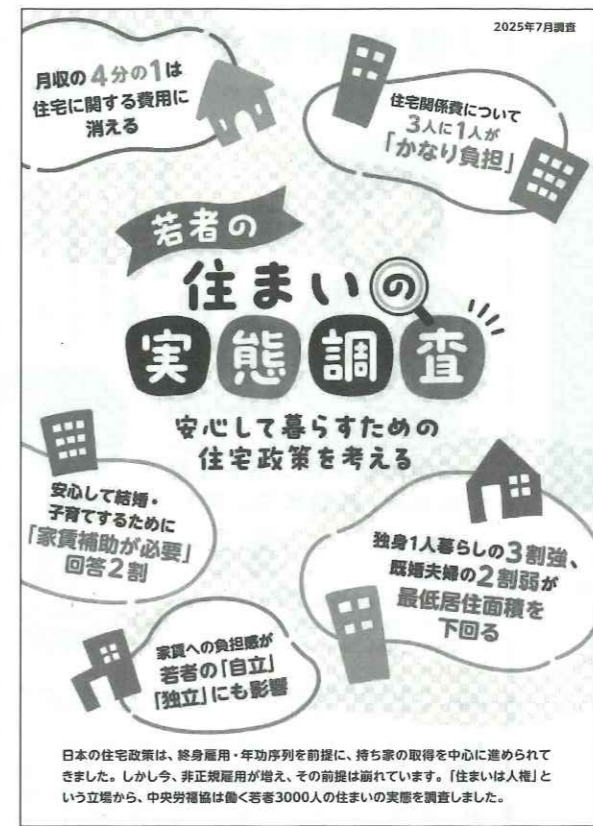 2025年7月調査
月収の4分の1は
住宅に関する費用に
消える
住宅関係費について
3人に1人が
「かなり負担」
若者の
住まいの
実態調査
安心して暮らすための
住宅政策を考える
安心して結婚・
子育てするために
「家賃補助が必要」
回答2割
独身1人暮らしの3割強、
既婚夫婦の2割弱が
最低居住面積を
下回る
家賃への負担感が
若者の「自立」
「独立」にも影響
日本の住宅政策は、終身雇用・年功序列を前提に、持ち家の取得を中心に進められて
きました。しかし今、非正規雇用が増え、その前提は崩れています。「住まいは人権」と
いう立場から、中央労福協は働く若者3000人の住まいの実態を調査しました。